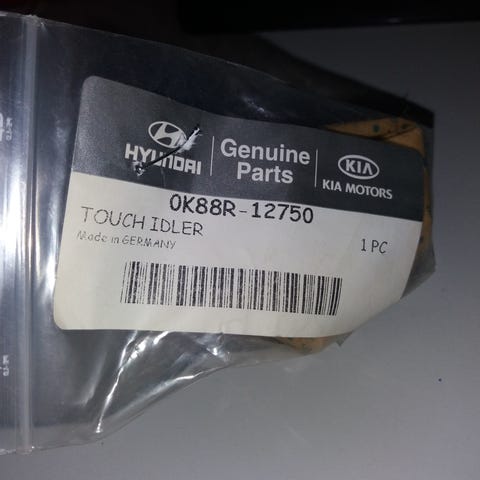 HYUNDAI
Genuine
Parts
KIA
KIA MOTORS
0K88R-12750
TOUCH IDLER
Made in GERMANY
1 PC